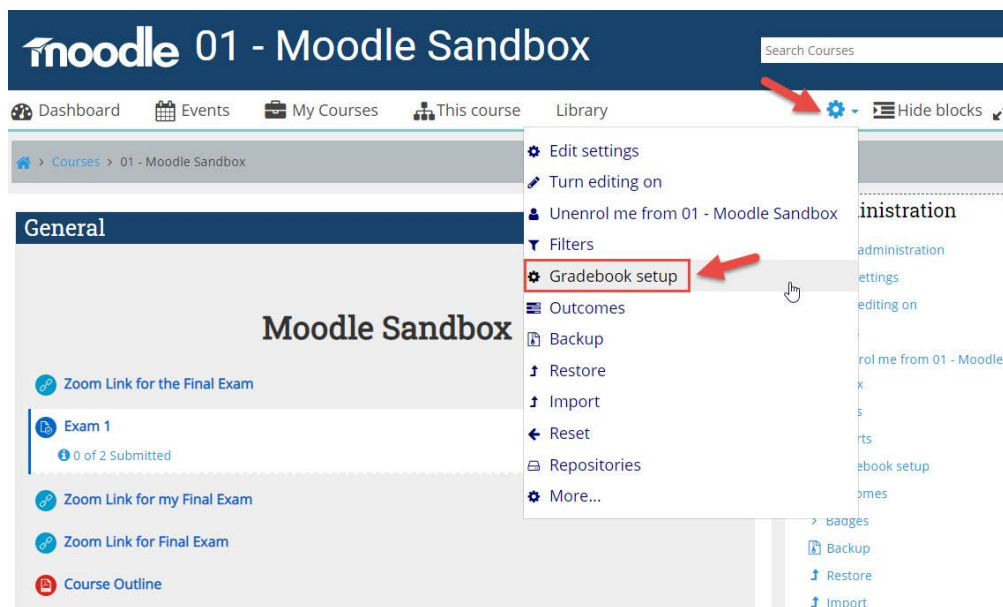 moodle 01 - Moodle Sandbox
Search Courses
Dashboard Events My Courses This course Library Hide blocks
Courses > 01 - Moodle Sandbox
Edit settings
Turn editing on
Unenrol me from 01 - Moodle Sandbox
Filters
Gradebook setup
Outcomes
Backup
Restore
Import
Reset
Repositories
More...
General
Moodle Sandbox
Zoom Link for the Final Exam
Exam 1
0 of 2 Submitted
Zoom Link for my Final Exam
Zoom Link for Final Exam
Course Outline
inistration
administration
ettings
editing on
rol me from 01 - Moodle
x
s
rts
ebook setup
omes
> Badges
Backup
Restore
Import